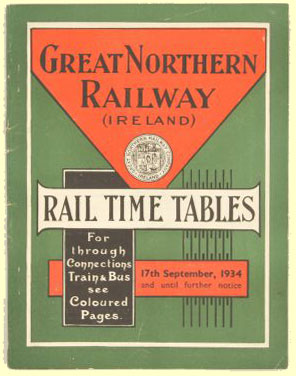 GREAT NORTHERN
RAILWAY
(IRELAND)
RAIL TIME TABLES
For
through
Connections
Train & Bus
see
Coloured
Pages.
17th September, 1934
and until further notice